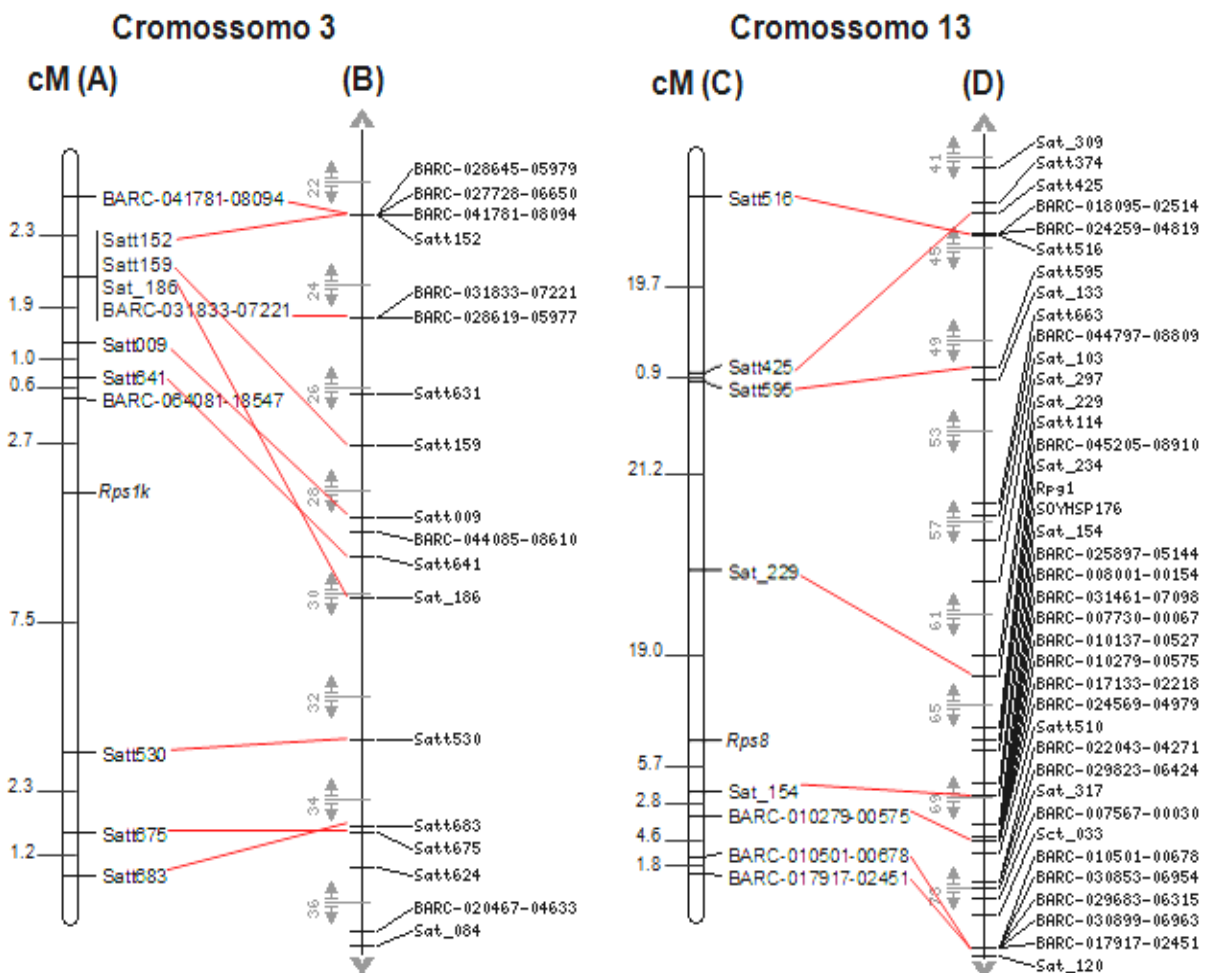 Cromossomo 3
cM (A)
(B)
BARC-041781-08094
2.3
Satt152
Satt159
Sat_186
BARC-031833-07221
1.9
Satt009
1.0
Satt641
0.6
BARC-064081-18547
2.7
Rps1k
7.5
Satt530
2.3
Satt675
1.2
Satt683
22
24
26
28
30
32
34
36
BARC-028645-05979
BARC-027728-06650
BARC-041781-08094
Satt152
BARC-031833-07221
BARC-028619-05977
Satt631
Satt159
Satt009
BARC-044085-08610
Satt641
Sat_186
Satt530
Satt683
Satt675
Satt624
BARC-020467-04633
Sat_084
Cromossomo 13
cM (C)
(D)
Satt516
19.7
Satt425
0.9
Satt595
21.2
Sat_229
19.0
Rps8
5.7
Sat_154
2.8
BARC-010279-00575
4.6
BARC-010501-00678
1.8
BARC-017917-02451
41
45
49
53
57
61
65
69
73
Sat_309
Satt374
Satt425
BARC-018095-02514
BARC-024259-04819
Satt516
Satt595
Sat_133
Satt663
BARC-044797-08809
Sat_103
Sat_297
Sat_229
Satt114
BARC-045205-08910
Sat_234
Rpg1
SOYHSP176
Sat_154
BARC-025897-05144
BARC-008001-00154
BARC-031461-07098
BARC-007730-00067
BARC-010137-00527
BARC-010279-00575
BARC-017133-02218
BARC-024569-04979
Satt510
BARC-022043-04271
BARC-029823-06424
Sat_317
BARC-007567-00030
Sct_033
BARC-010501-00678
BARC-030853-06954
BARC-029683-06315
BARC-030899-06963
BARC-017917-02451
Sat_120